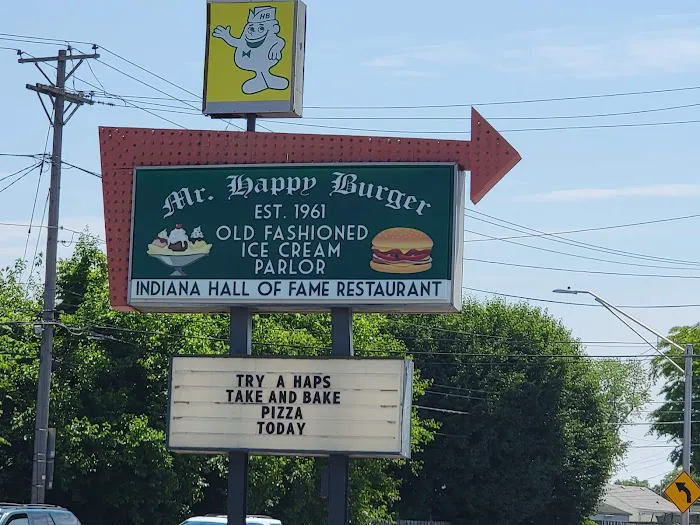 HB
Mr. Happy Burger
EST. 1961
OLD FASHIONED
ICE CREAM
PARLOR
INDIANA HALL OF FAME RESTAURANT
TRY A HAPS
TAKE AND BAKE
PIZZA
TODAY